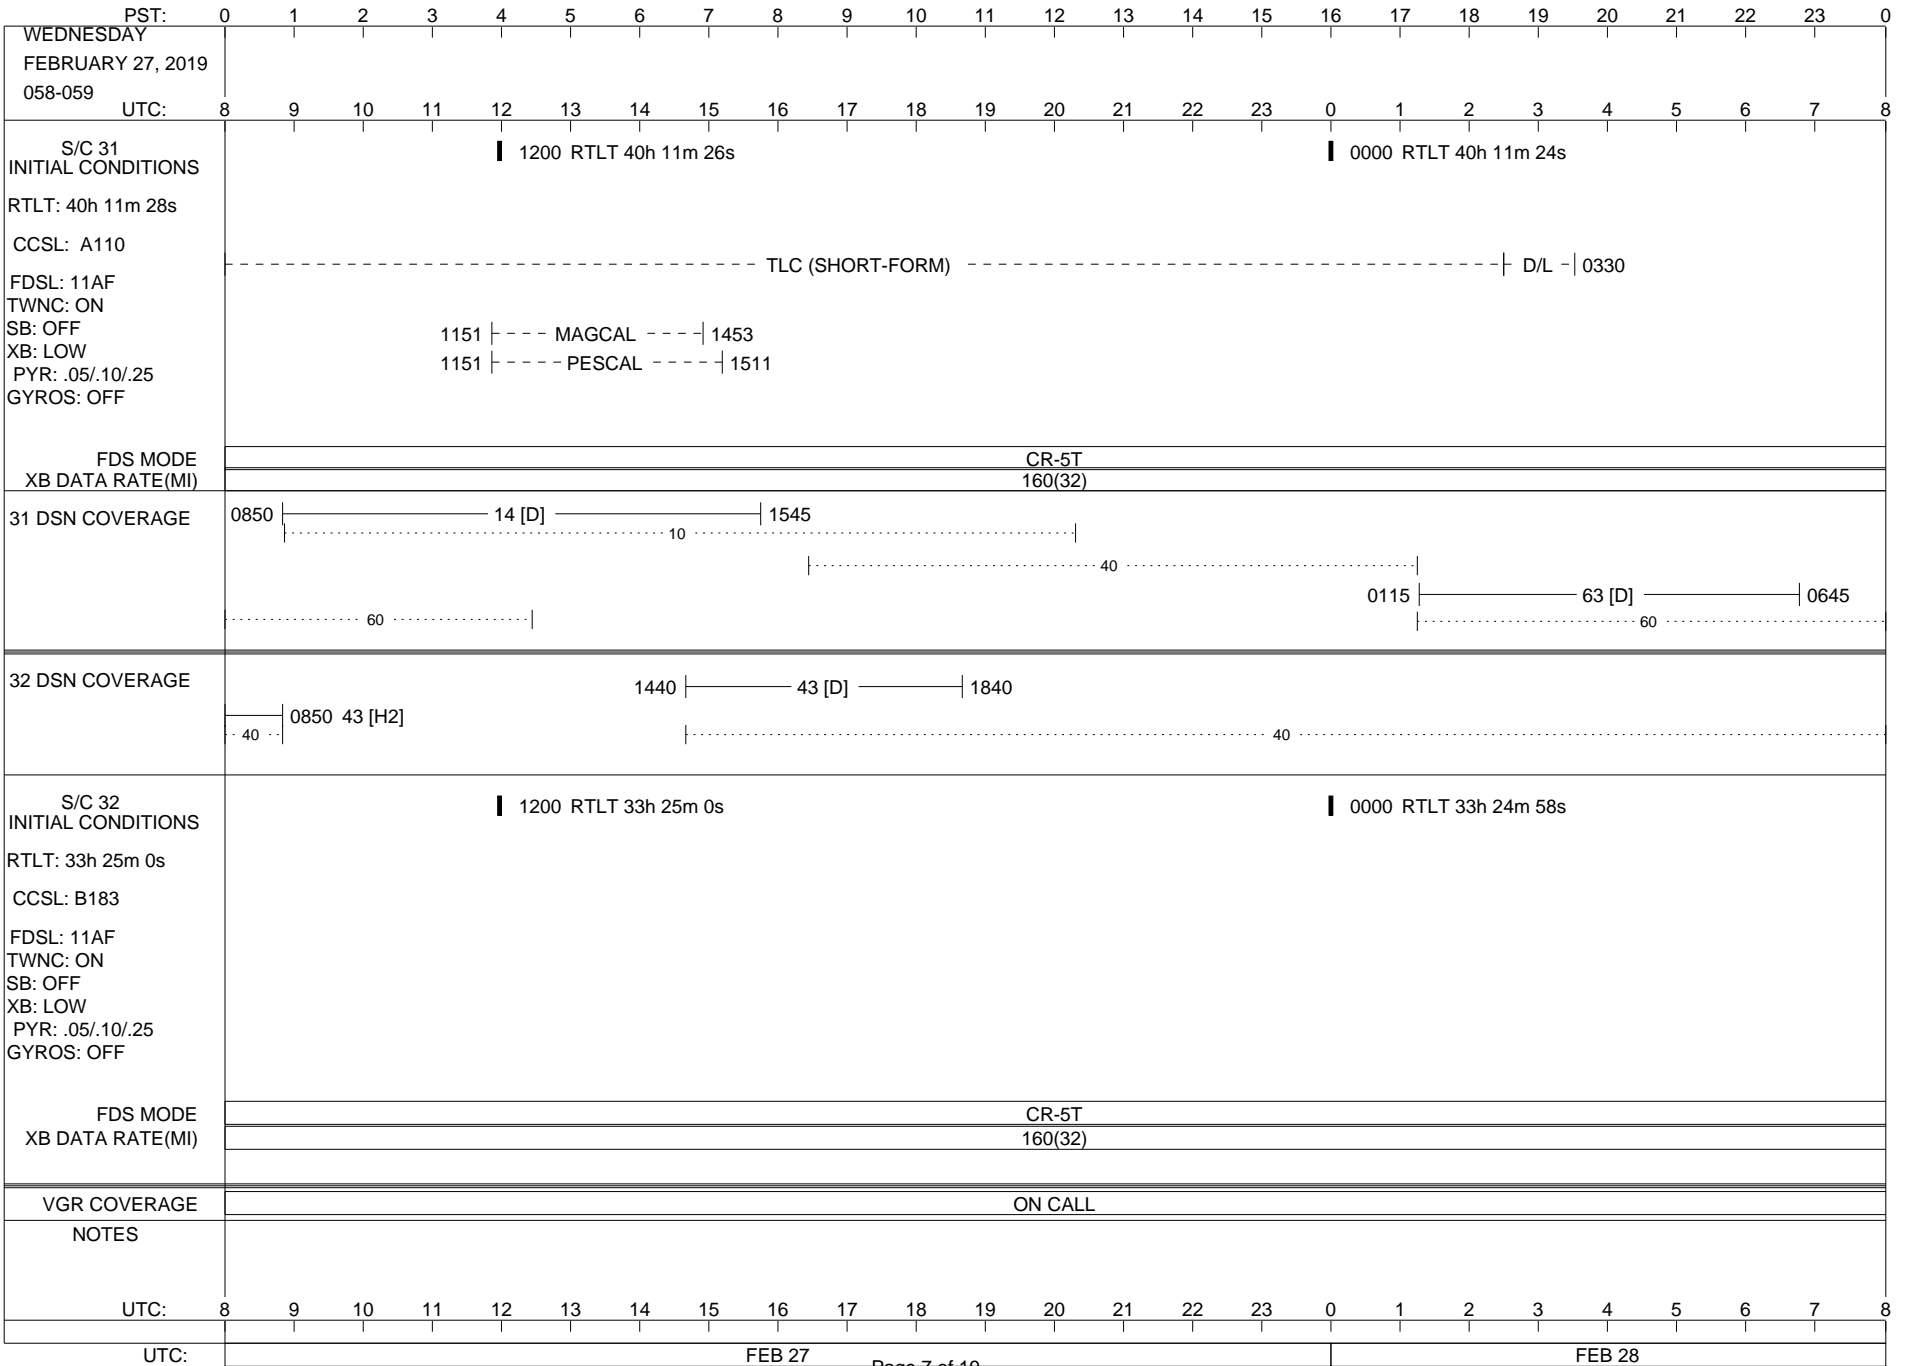 PST: 0 1 2 3 4 5 6 7 8 9 10 11 12 13 14 15 16 17 18 19 20 21 22 23 0
WEDNESDAY
FEBRUARY 27, 2019
058-059
UTC: 8 9 10 11 12 13 14 15 16 17 18 19 20 21 22 23 0 1 2 3 4 5 6 7 8
S/C 31
INITIAL CONDITIONS
1200 RTLT 40h 11m 26s
0000 RTLT 40h 11m 24s
RTLT: 40h 11m 28s
CCSL: A110
TLC (SHORT-FORM) D/L 0330
FDSL: 11AF
TWNC: ON
SB: OFF
1151 MAGCAL 1453
XB: LOW
1151 PESCAL 1511
PYR: .05/.10/.25
GYROS: OFF
FDS MODE CR-5T
XB DATA RATE(MI) 160(32)
31 DSN COVERAGE 0850 14 [D] 1545
10
40
0115 63 [D] 0645
60 60
32 DSN COVERAGE 1440 43 [D] 1840
0850 43 [H2]
40 40
S/C 32
INITIAL CONDITIONS
1200 RTLT 33h 25m 0s
0000 RTLT 33h 24m 58s
RTLT: 33h 25m 0s
CCSL: B183
FDSL: 11AF
TWNC: ON
SB: OFF
XB: LOW
PYR: .05/.10/.25
GYROS: OFF
FDS MODE CR-5T
XB DATA RATE(MI) 160(32)
VGR COVERAGE ON CALL
NOTES
UTC: 8 9 10 11 12 13 14 15 16 17 18 19 20 21 22 23 0 1 2 3 4 5 6 7 8
UTC: FEB 27 FEB 28
Page 7 of